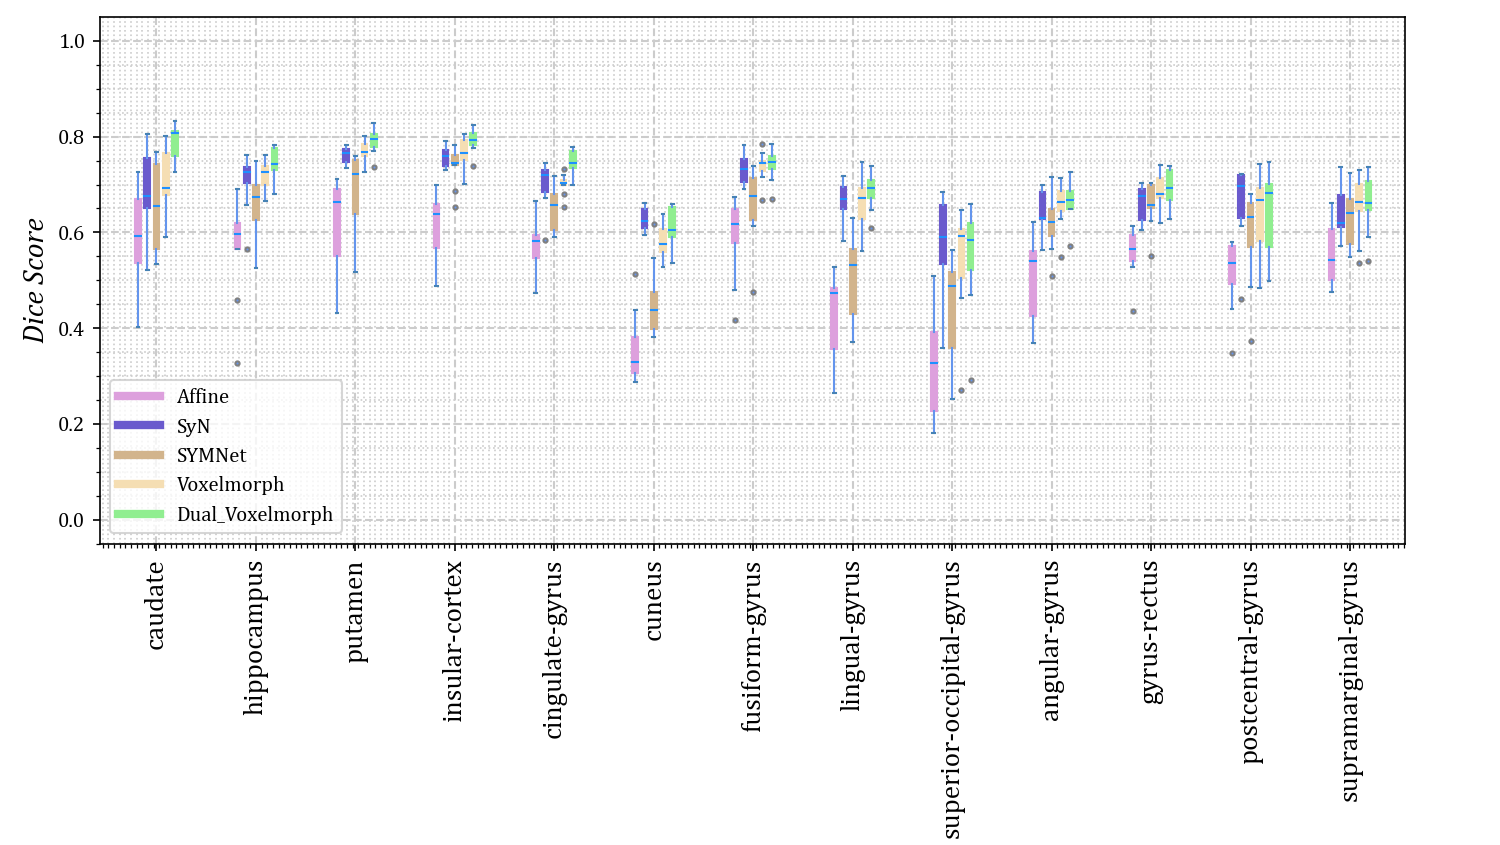 Dice Score
1.0
0.8
0.6
0.4
0.2
0.0
Affine
SyN
SYMNet
Voxelmorph
Dual_Voxelmorph
caudate
hippocampus
putamen
insular-cortex
cingulate-gyrus
cuneus
fusiform-gyrus
lingual-gyrus
superior-occipital-gyrus
angular-gyrus
gyrus-rectus
postcentral-gyrus
supramarginal-gyrus